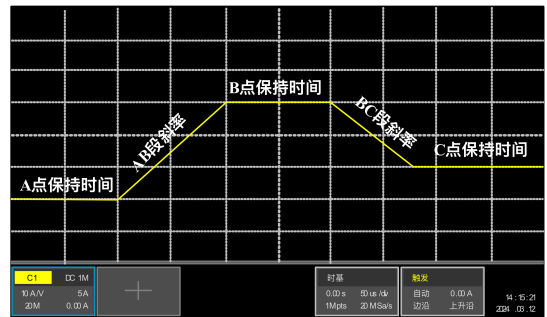 B点保持时间
AB段斜率
BC段斜率
C点保持时间
A点保持时间
C1 DC 1M
10 A/V 5A
20M 0.00 A
时基
0.00 s 50 us /div
1Mpts 20 MSa/s
触发
自动 0.00 A
边沿 上升沿
14 : 15: 21
2024 . 03 . 12